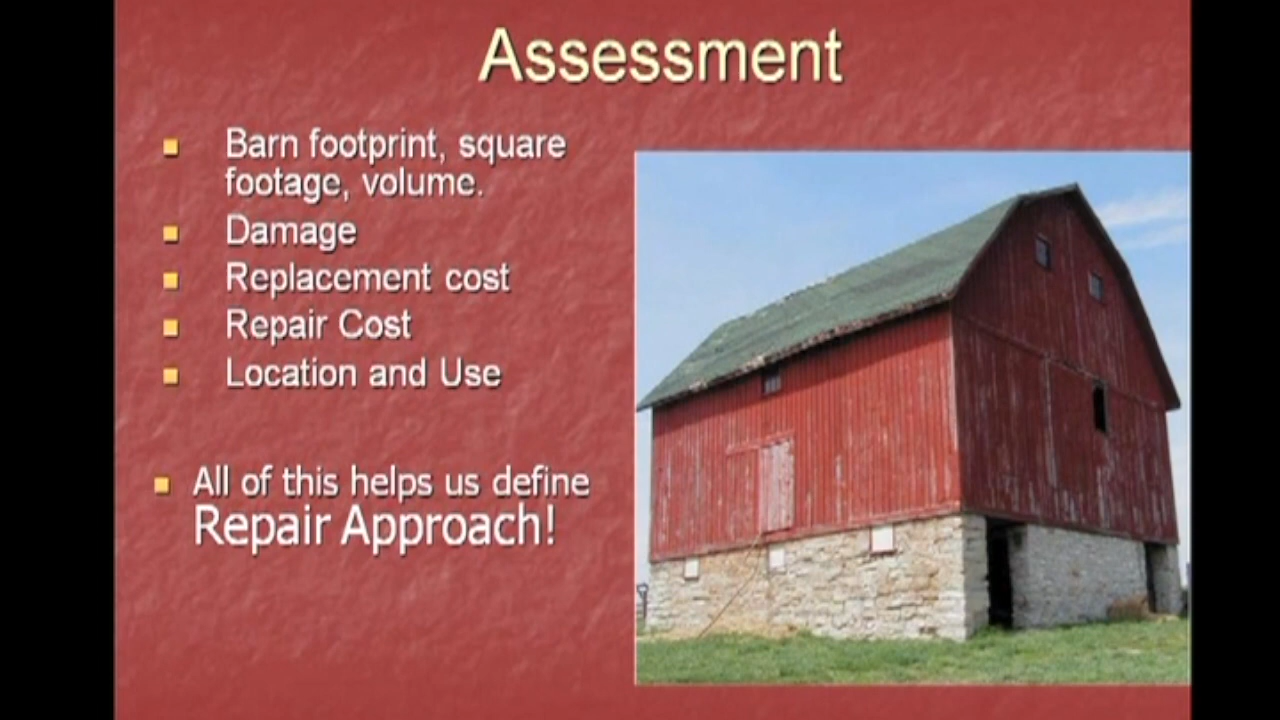 Assessment
Barn footprint, square
footage, volume.
Damage
Replacement cost
Repair Cost
Location and Use
All of this helps us define
Repair Approach!